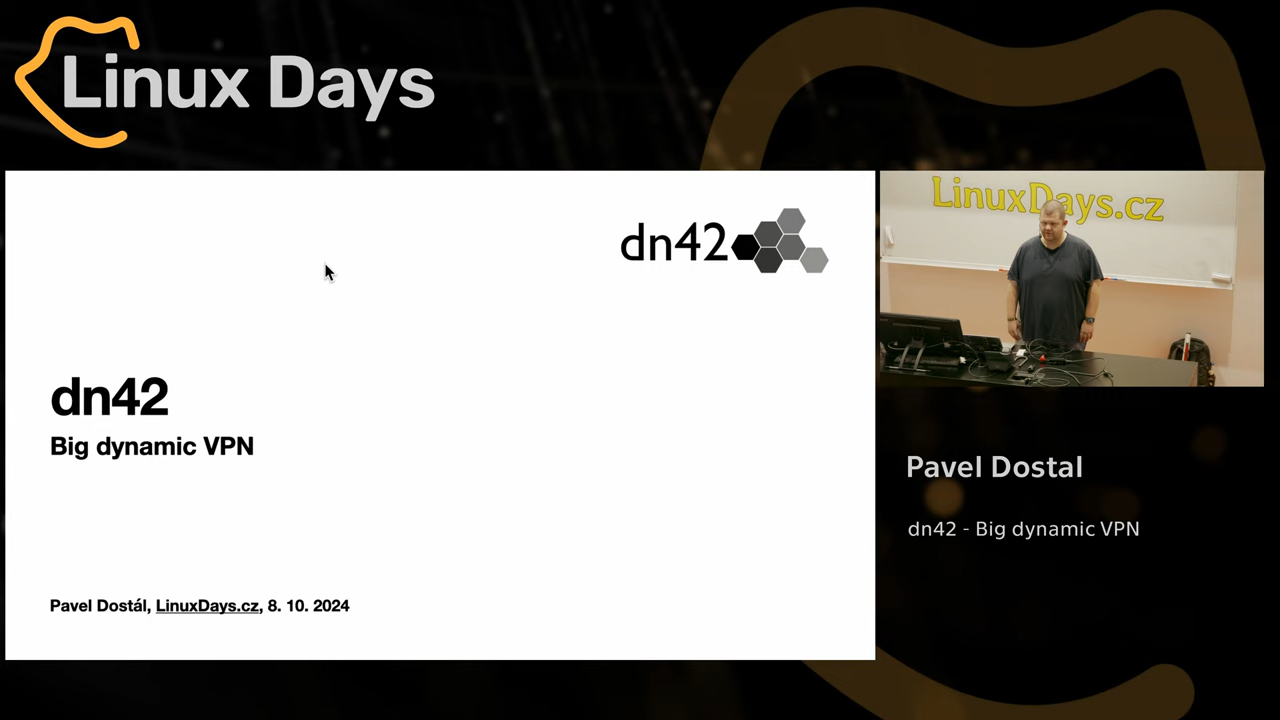 Linux Days
dn42
dn42
Big dynamic VPN
Pavel Dostál, LinuxDays.cz, 8. 10. 2024
LinuxDays.cz
Pavel Dostal
dn42 - Big dynamic VPN